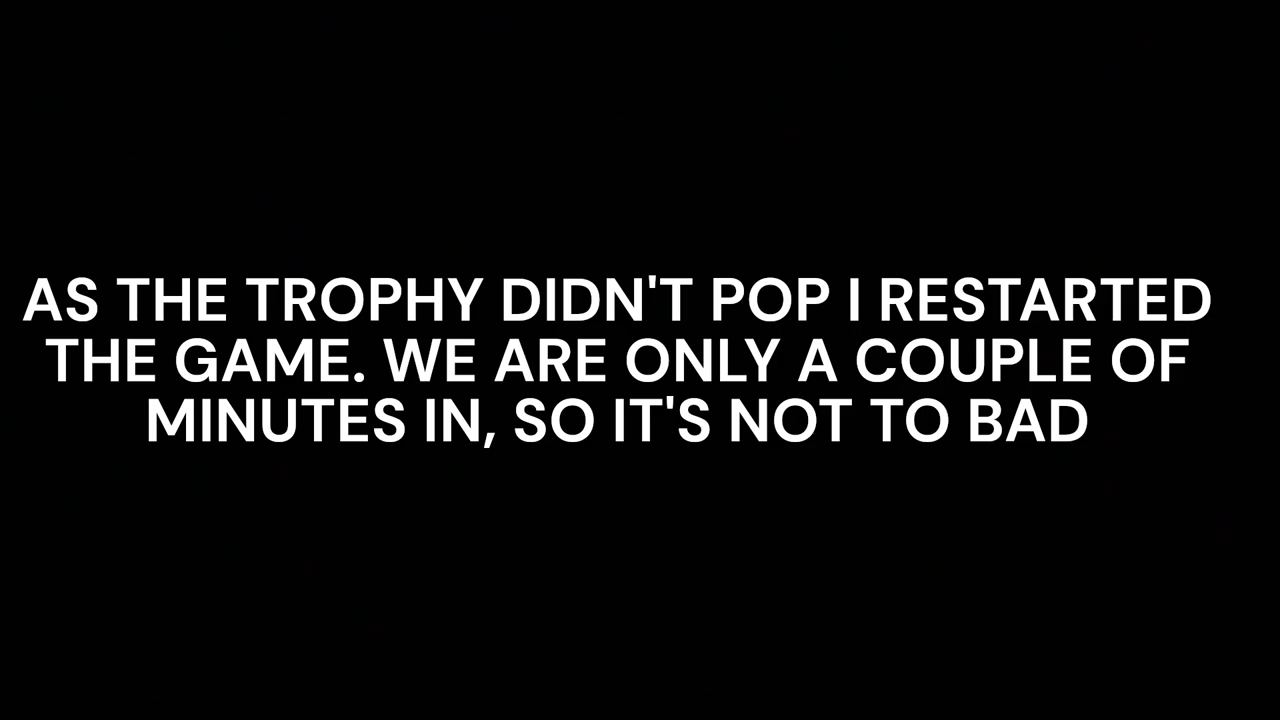 AS THE TROPHY DIDN'T POP I RESTARTED
THE GAME. WE ARE ONLY A COUPLE OF
MINUTES IN, SO IT'S NOT TO BAD